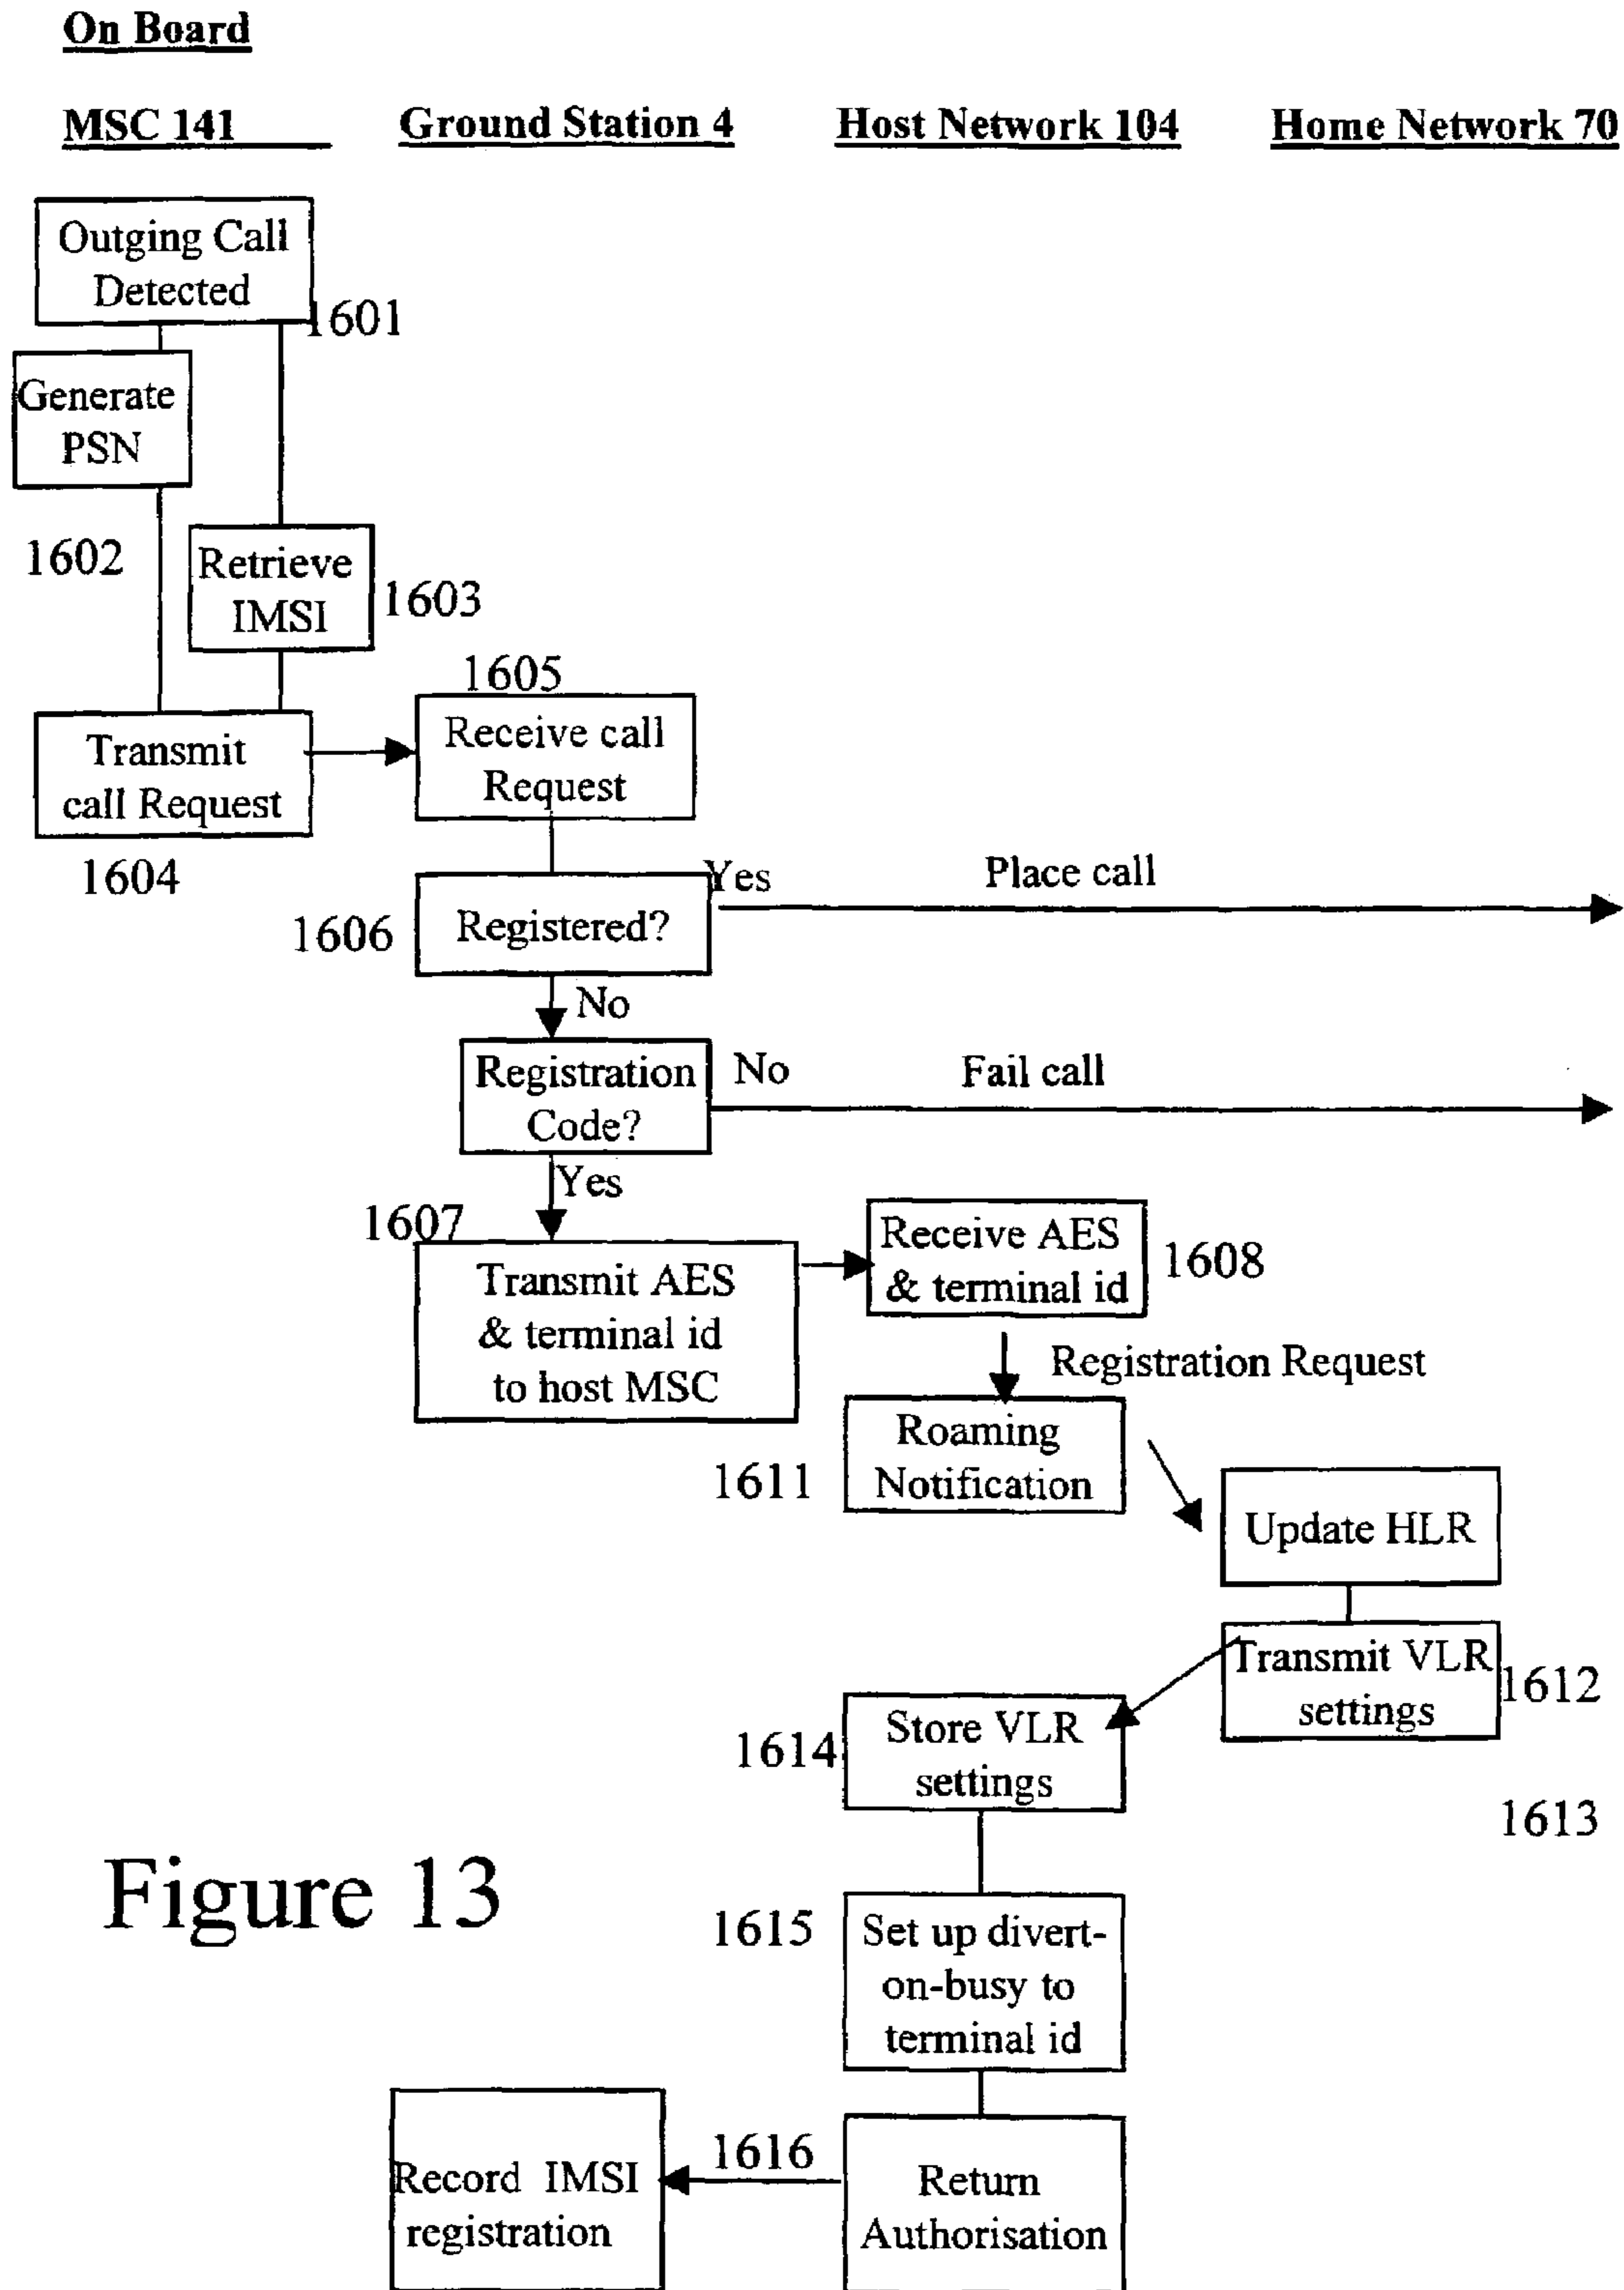 On Board
MSC 141
Ground Station 4
Host Network 104
Home Network 70
Outging Call
Detected
1601
Generate
PSN
1602
Retrieve
IMSI
1603
1605
Transmit
call Request
1604
Receive call
Request
Yes
Place call
1606
Registered?
No
Registration
Code?
No
Fail call
Yes
1607
Transmit AES
& terminal id
to host MSC
Receive AES
& terminal id
1608
Registration Request
Roaming
Notification
1611
Update HLR
Transmit VLR
settings
1612
1613
Store VLR
settings
1614
Figure 13
1615
Set up divert-
on-busy to
terminal id
1616
Record IMSI
registration
Return
Authorisation